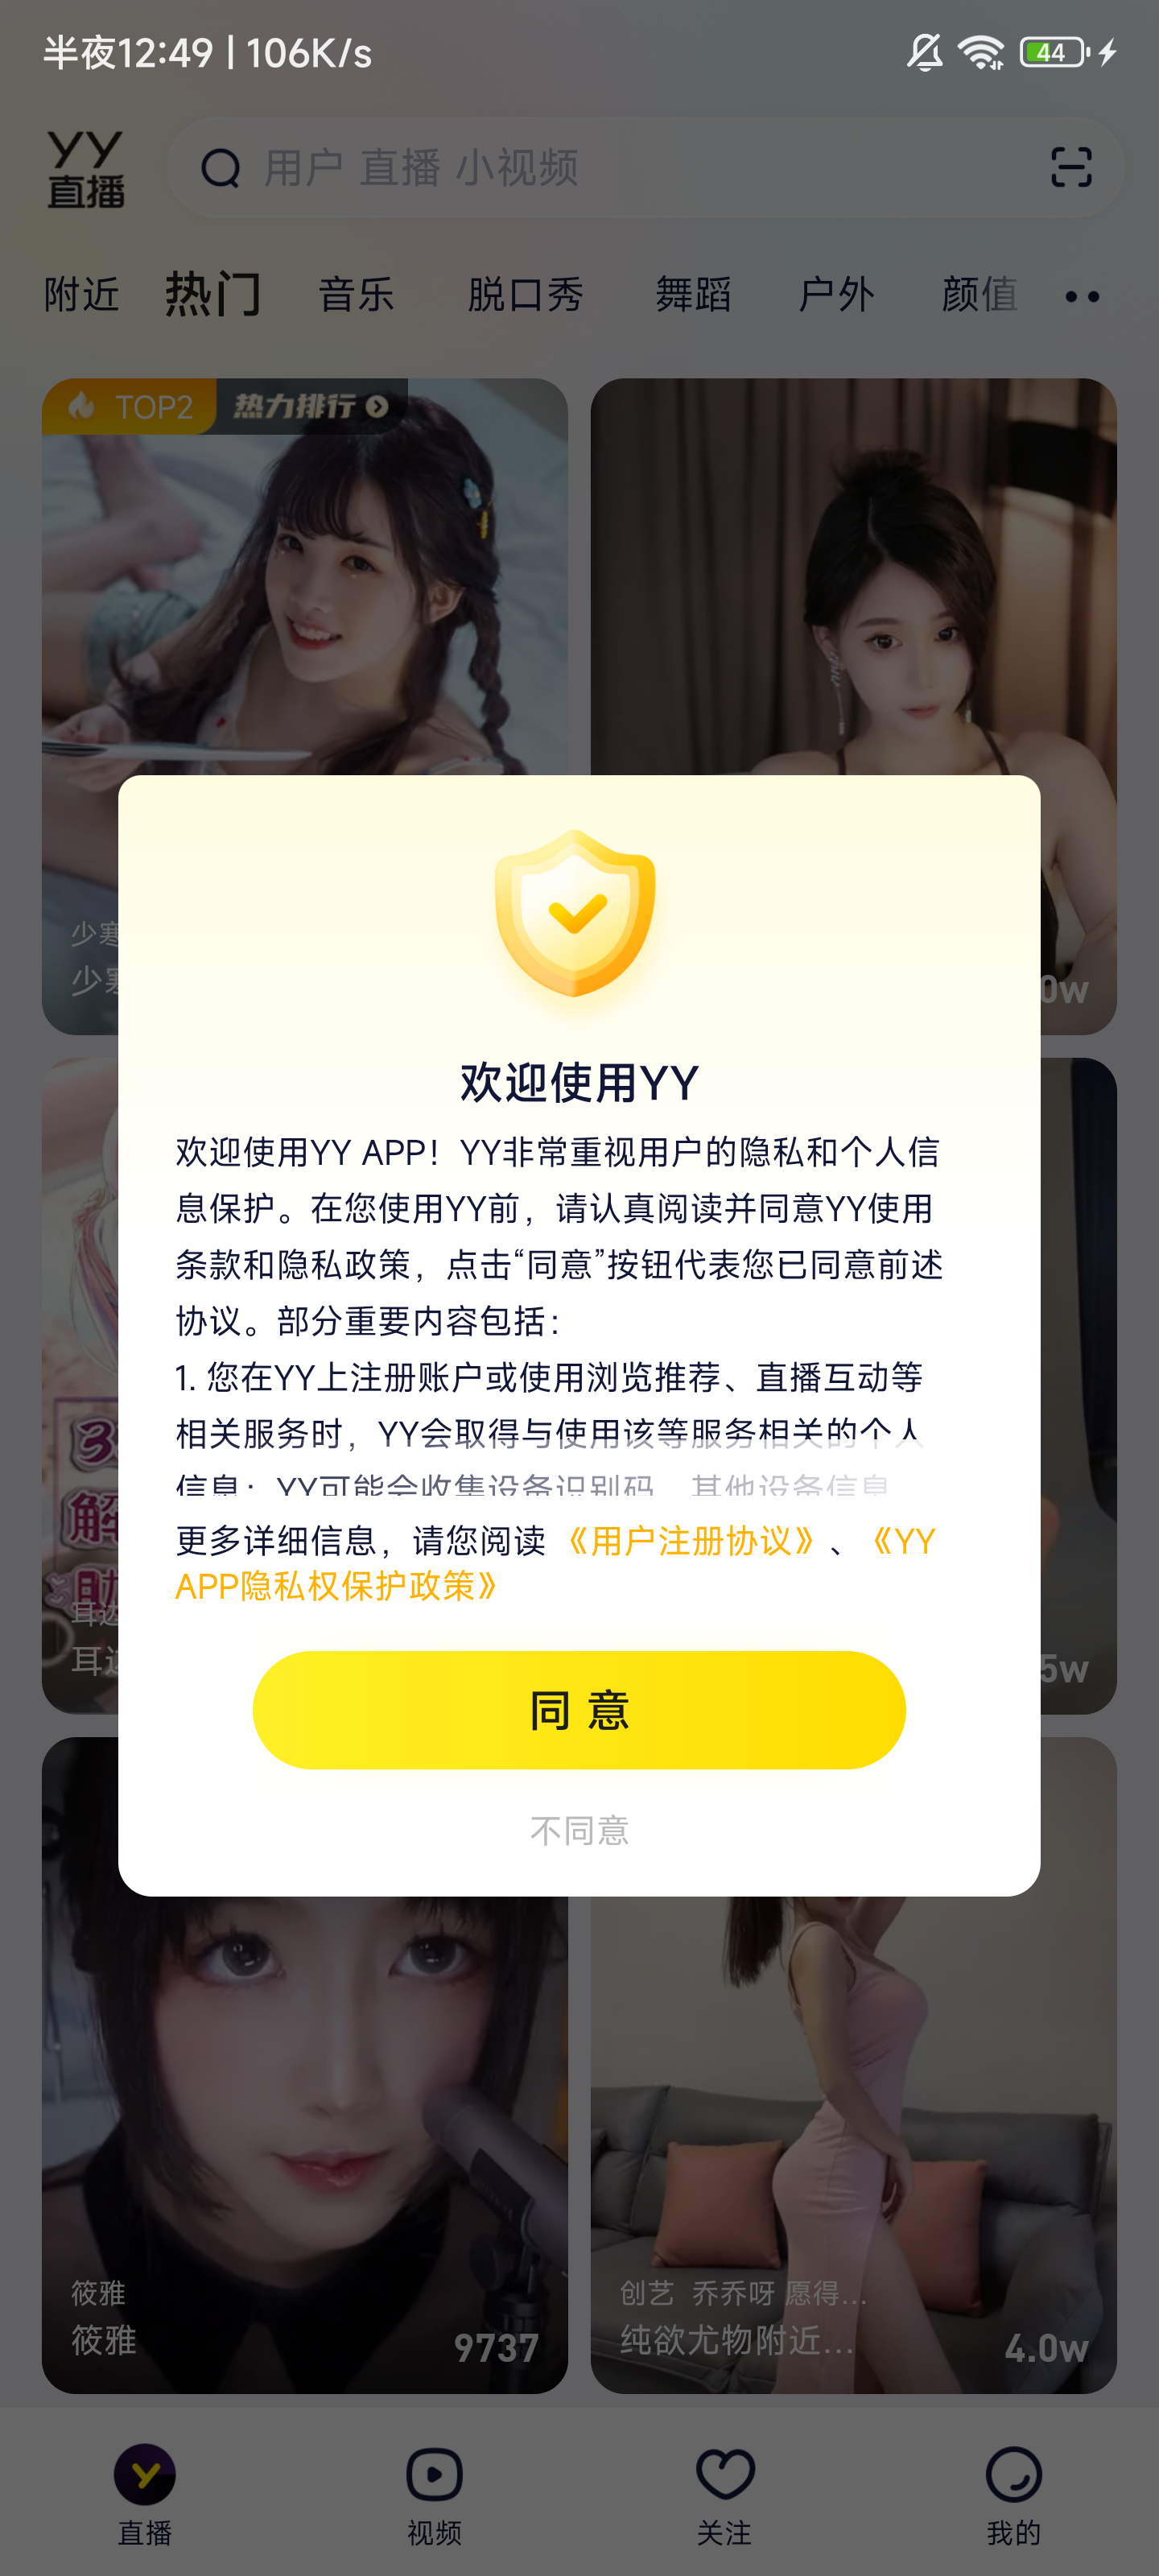 半夜12:49 | 106K/s
44
YY
直播
用户 直播 小视频
附近 热门 音乐 脱口秀 舞蹈 户外 颜值
TOP2 热力排行
少寒
少寒
0w
欢迎使用YY
欢迎使用YY APP！YY非常重视用户的隐私和个人信
息保护。在您使用YY前，请认真阅读并同意YY使用
条款和隐私政策，点击“同意”按钮代表您已同意前述
协议。部分重要内容包括：
1. 您在YY上注册账户或使用浏览推荐、直播互动等
相关服务时，YY会取得与使用该等服务相关的个人
信息；YY可能会收集设备识别码、其他设备信息
更多详细信息，请您阅读《用户注册协议》、《YY
APP隐私权保护政策》
同意
不同意
3
解
助
耳边
耳边
5w
筱雅
筱雅
9737
创艺 乔乔呀 愿得...
纯欲尤物附近...
4.0w
直播 视频 关注 我的